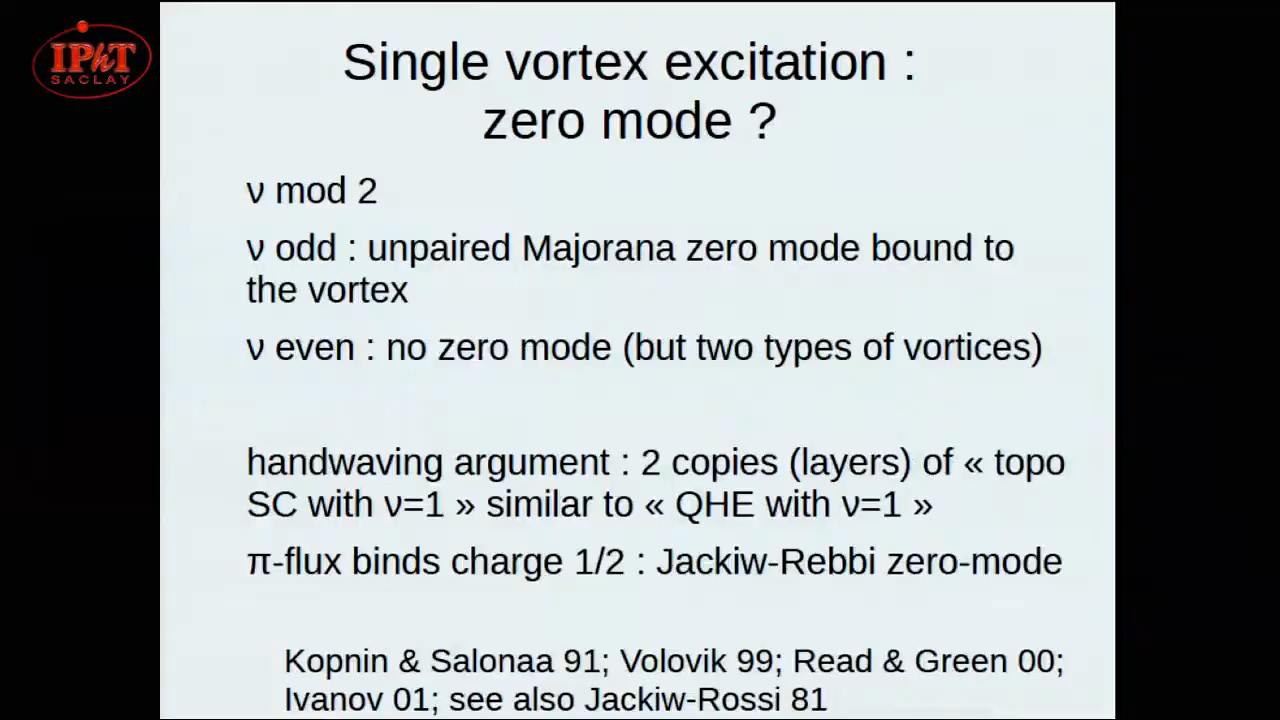 IPhT
SACLAY
Single vortex excitation :
zero mode ?
ν mod 2
ν odd : unpaired Majorana zero mode bound to
the vortex
ν even : no zero mode (but two types of vortices)
handwaving argument : 2 copies (layers) of « topo
SC with ν=1 » similar to « QHE with ν=1 »
π-flux binds charge 1/2 : Jackiw-Rebbi zero-mode
Kopnin & Salonaa 91; Volovik 99; Read & Green 00;
Ivanov 01; see also Jackiw-Rossi 81